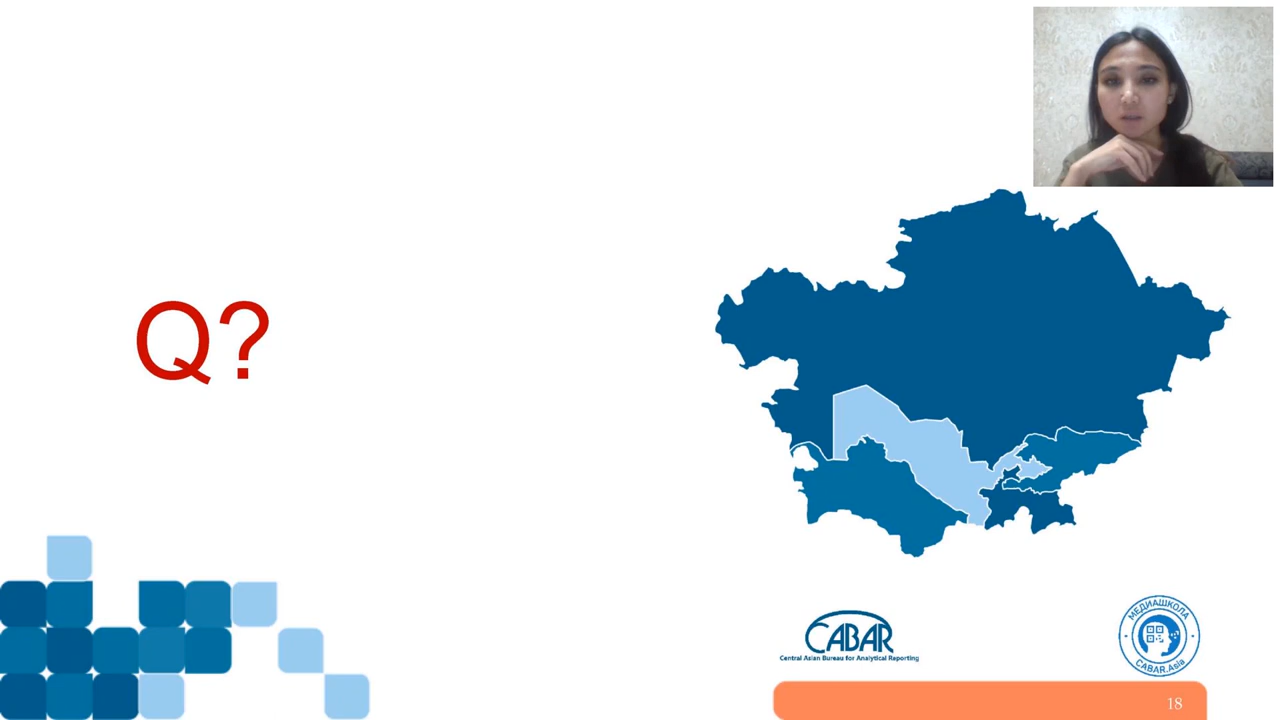 Q?
CABAR
Central Asian Bureau for Analytical Reporting
МЕДИАШКОЛА
CABAR.Asia
18